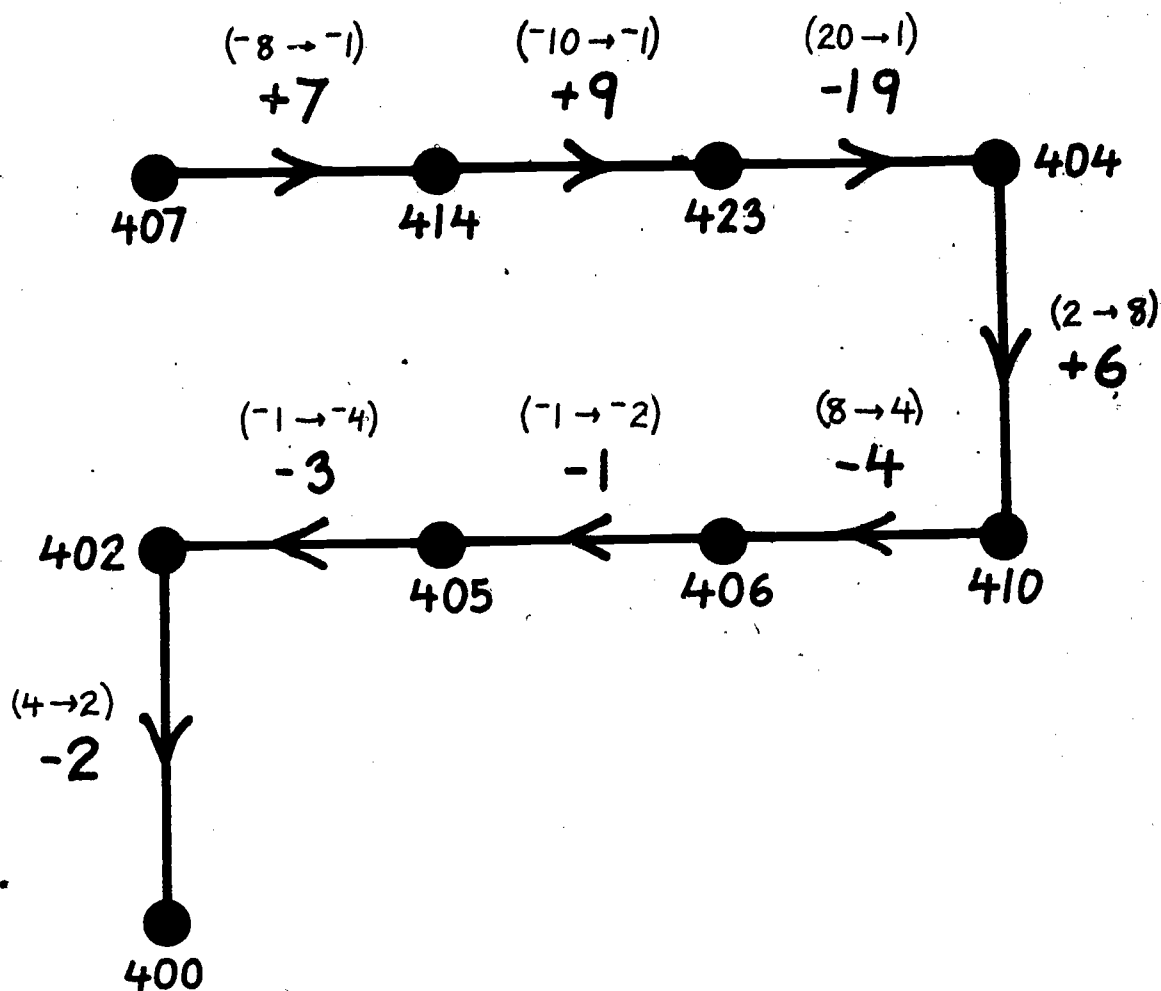 (⁻8 → ⁻1) (⁻10 → ⁻1) (20 → 1)
+7 +9 -19
407 414 423 404
(2 → 8)
+6
(⁻1 → ⁻4) (⁻1 → ⁻2) (8 → 4)
-3 -1 -4
402 405 406 410
(4 → 2)
-2
400